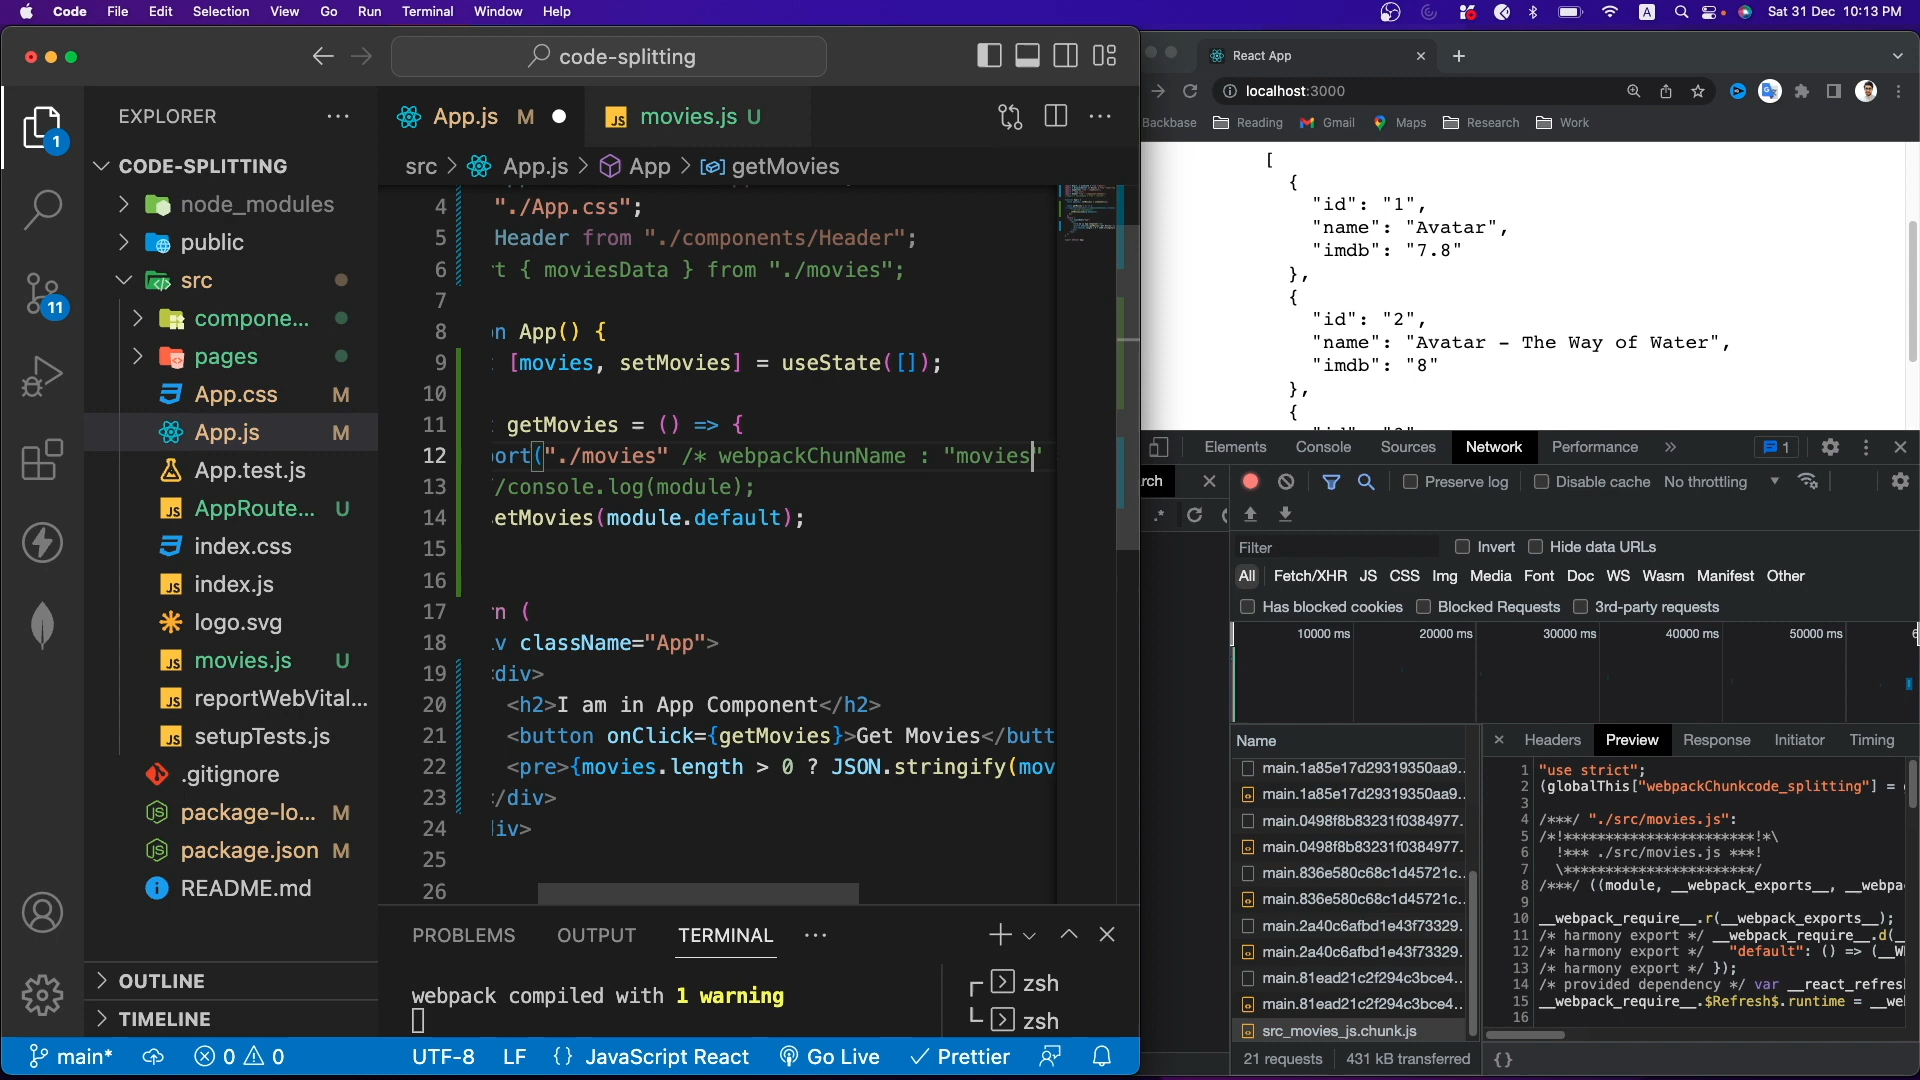 Code File Edit Selection View Go Run Terminal Window Help
A Sat 31 Dec 10:13 PM
code-splitting
EXPLORER
1
11
CODE-SPLITTING
node_modules
public
src
compone...
pages
App.css M
App.js M
App.test.js
AppRoute... U
index.css
index.js
logo.svg
movies.js U
reportWebVital...
setupTests.js
.gitignore
package-lo... M
package.json M
README.md
OUTLINE
TIMELINE
App.js M
movies.js U
src > App.js > App > getMovies
4 "./App.css";
5 Header from "./components/Header";
6 t { moviesData } from "./movies";
7
8 n App() {
9 [movies, setMovies] = useState([]);
10
11 getMovies = () => {
12 ort("./movies" /* webpackChunName : "movies"
13 /console.log(module);
14 etMovies(module.default);
15
16
17 n (
18 v className="App">
19 div>
20 <h2>I am in App Component</h2>
21 <button onClick={getMovies}>Get Movies</butt
22 <pre>{movies.length > 0 ? JSON.stringify(mov
23 /div>
24 div>
25
26
PROBLEMS OUTPUT TERMINAL
webpack compiled with 1 warning
zsh
zsh
main* 0 0 UTF-8 LF {} JavaScript React Go Live Prettier
React App
localhost:3000
Backbase Reading Gmail Maps Research Work
[
{
"id": "1",
"name": "Avatar",
"imdb": "7.8"
},
{
"id": "2",
"name": "Avatar - The Way of Water",
"imdb": "8"
},
{
Elements Console Sources Network Performance » 1
rch
Preserve log Disable cache No throttling
.*
Filter Invert Hide data URLs
All Fetch/XHR JS CSS Img Media Font Doc WS Wasm Manifest Other
Has blocked cookies Blocked Requests 3rd-party requests
10000 ms 20000 ms 30000 ms 40000 ms 50000 ms 6
Name
main.1a85e17d29319350aa9..
main.1a85e17d29319350aa9..
main.0498f8b83231f0384977.
main.0498f8b83231f0384977.
main.836e580c68c1d45721c..
main.836e580c68c1d45721c..
main.2a40c6afbd1e43f73329.
main.2a40c6afbd1e43f73329.
main.81ead21c2f294c3bce4..
main.81ead21c2f294c3bce4..
src_movies_js.chunk.js
21 requests 431 kB transferred
Headers Preview Response Initiator Timing
1 "use strict";
2 (globalThis["webpackChunkcode_splitting"] =
3
4 /***/ "./src/movies.js":
5 /*!***********************!*\
6 !*** ./src/movies.js ***!
7 \***********************/
8 /***/ ((module, __webpack_exports__, __webpa
9
10 __webpack_require__.r(__webpack_exports__);
11 /* harmony export */ __webpack_require__.d(_
12 /* harmony export */ "default": () => (__W
13 /* harmony export */ });
14 /* provided dependency */ var __react_refres
15 __webpack_require__.$Refresh$.runtime = __we
16
{}